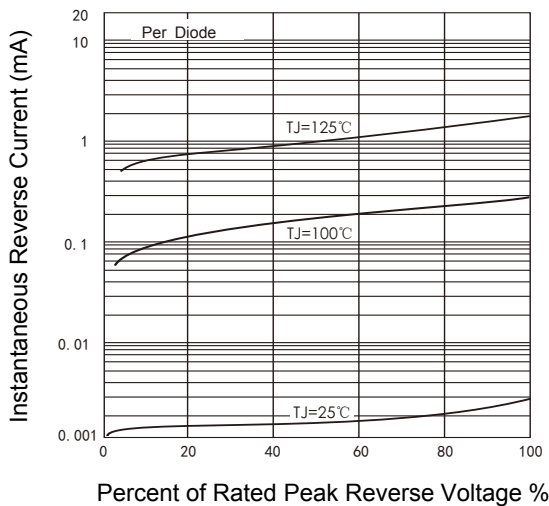 20
10
1
0.1
0.01
0.001
Instantaneous Reverse Current (mA)
Per Diode
TJ=125℃
TJ=100℃
TJ=25℃
0 20 40 60 80 100
Percent of Rated Peak Reverse Voltage %